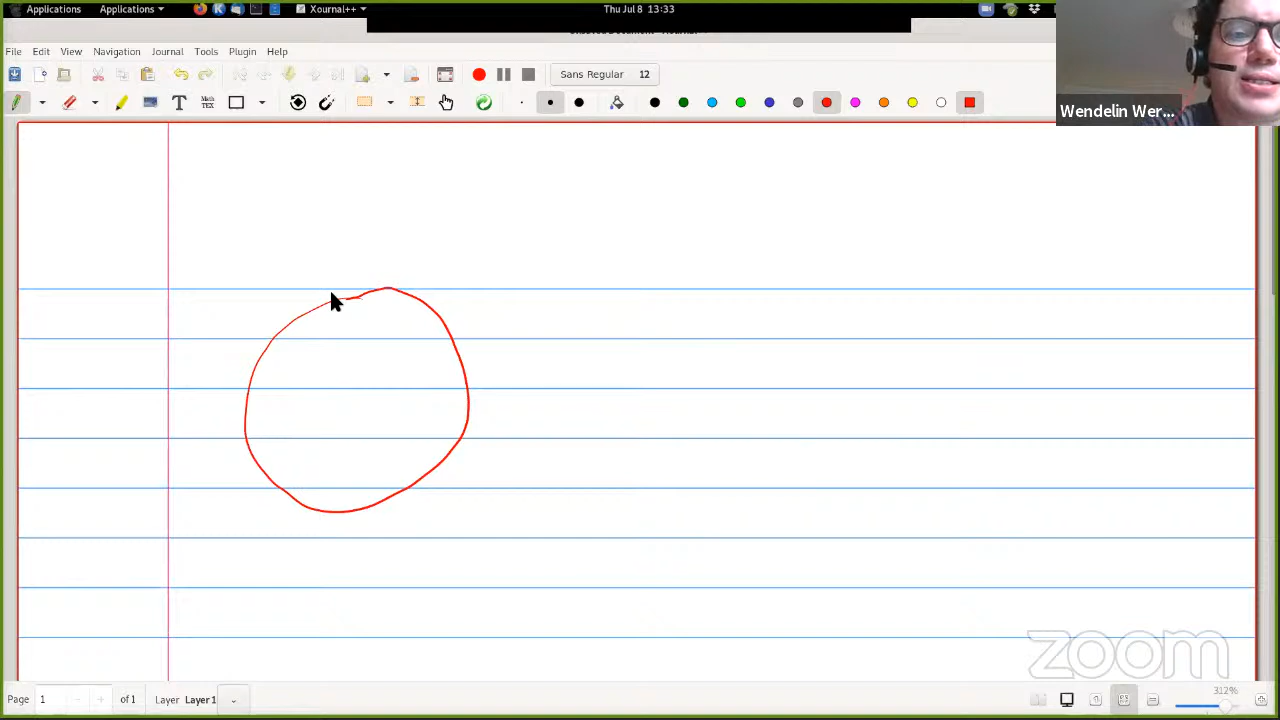 Applications Applications Xournal++ Thu Jul 8 13:33
File Edit View Navigation Journal Tools Plugin Help
Sans Regular 12
Wendelin Wer...
zoom
312%
Page 1 of 1 Layer Layer1